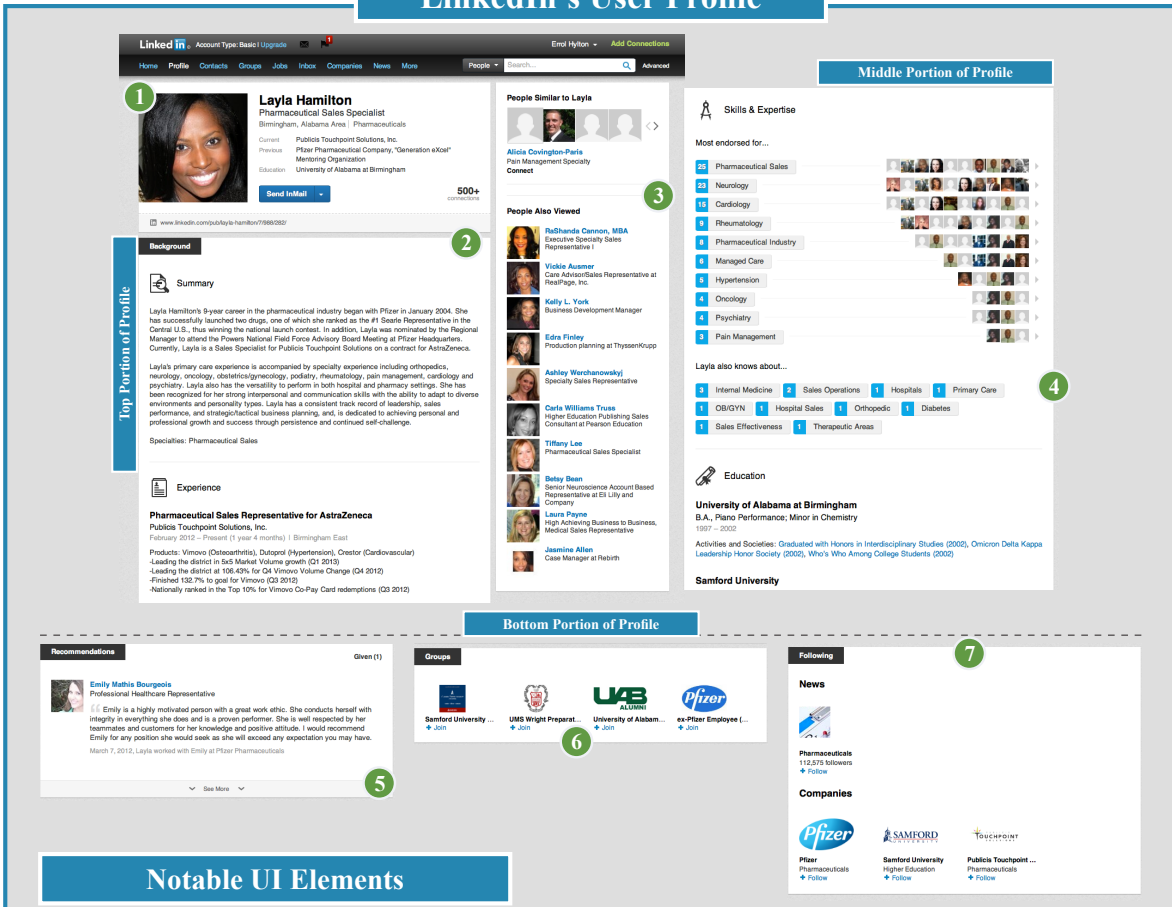 LinkedIn's User Profile
Linked in. Account Type: Basic | Upgrade 1 Errol Hylton Add Connections
Home Profile Contacts Groups Jobs Inbox Companies News More People Search... Advanced
1
Layla Hamilton
Pharmaceutical Sales Specialist
Birmingham, Alabama Area | Pharmaceuticals
Current Publicis Touchpoint Solutions, Inc.
Previous Pfizer Pharmaceutical Company, "Generation eXcel"
Mentoring Organization
Education University of Alabama at Birmingham
Send InMail
500+
connections
www.linkedin.com/pub/layla-hamilton/7/986/282/
2
Top Portion of Profile
Background
Summary
Layla Hamilton's 9-year career in the pharmaceutical industry began with Pfizer in January 2004. She
has successfully launched two drugs, one of which she ranked as the #1 Searle Representative in the
Central U.S., thus winning the national launch contest. In addition, Layla was nominated by the Regional
Manager to attend the Powers National Field Force Advisory Board Meeting at Pfizer Headquarters.
Currently, Layla is a Sales Specialist for Publicis Touchpoint Solutions on a contract for AstraZeneca.
Layla's primary care experience is accompanied by specialty experience including orthopedics,
neurology, oncology, obstetrics/gynecology, podiatry, rheumatology, pain management, cardiology and
psychiatry. Layla also has the versatility to perform in both hospital and pharmacy settings. She has
been recognized for her strong interpersonal and communication skills with the ability to adapt to diverse
environments and personality types. Layla has a consistent track record of leadership, sales
performance, and strategic/tactical business planning, and, is dedicated to achieving personal and
professional growth and success through persistence and continued self-challenge.
Specialties: Pharmaceutical Sales
Experience
Pharmaceutical Sales Representative for AstraZeneca
Publicis Touchpoint Solutions, Inc.
February 2012 – Present (1 year 4 months) | Birmingham East
Products: Vimovo (Osteoarthritis), Dutoprol (Hypertension), Crestor (Cardiovascular)
-Leading the district in 5x5 Market Volume growth (Q1 2013)
-Leading the district at 106.43% for Q4 Vimovo Volume Change (Q4 2012)
-Finished 132.7% to goal for Vimovo (Q3 2012)
-Nationally ranked in the Top 10% for Vimovo Co-Pay Card redemptions (Q3 2012)
People Similar to Layla
Alicia Covington-Paris
Pain Management Specialty
Connect
3
People Also Viewed
RaShanda Cannon, MBA
Executive Specialty Sales
Representative I
Vickie Ausmer
Care Advisor/Sales Representative at
RealPage, Inc.
Kelly L. York
Business Development Manager
Edra Finley
Production planning at ThyssenKrupp
Ashley Werchanowskyj
Specialty Sales Representative
Carla Williams Truss
Higher Education Publishing Sales
Consultant at Pearson Education
Tiffany Lee
Pharmaceutical Sales Specialist
Betsy Bean
Senior Neuroscience Account Based
Representative at Eli Lilly and
Company
Laura Payne
High Achieving Business to Business,
Medical Sales Representative
Jasmine Allen
Case Manager at Rebirth
Middle Portion of Profile
Skills & Expertise
Most endorsed for...
25 Pharmaceutical Sales
23 Neurology
15 Cardiology
9 Rheumatology
8 Pharmaceutical Industry
6 Managed Care
5 Hypertension
4 Oncology
4 Psychiatry
3 Pain Management
Layla also knows about...
3 Internal Medicine 2 Sales Operations 1 Hospitals 1 Primary Care
1 OB/GYN 1 Hospital Sales 1 Orthopedic 1 Diabetes
1 Sales Effectiveness 1 Therapeutic Areas
4
Education
University of Alabama at Birmingham
B.A., Piano Performance; Minor in Chemistry
1997 – 2002
Activities and Societies: Graduated with Honors in Interdisciplinary Studies (2002), Omicron Delta Kappa
Leadership Honor Society (2002), Who's Who Among College Students (2002)
Samford University
Bottom Portion of Profile
Recommendations
Given (1)
Emily Mathis Bourgeois
Professional Healthcare Representative
“ Emily is a highly motivated person with a great work ethic. She conducts herself with
integrity in everything she does and is a proven performer. She is well respected by her
teammates and customers for her knowledge and positive attitude. I would recommend
Emily for any position she would seek as she will exceed any expectation you may have.
March 7, 2012, Layla worked with Emily at Pfizer Pharmaceuticals
See More
5
Groups
UAB
ALUMNI
Pfizer
Samford University ... UMS Wright Preparat... University of Alabam... ex-Pfizer Employee (...
+ Join + Join + Join + Join
6
7
Following
News
Pharmaceuticals
112,575 followers
+ Follow
Companies
Pfizer SAMFORD UNIVERSITY TOUCHPOINT SOLUTIONS
Pfizer Samford University Publicis Touchpoint ...
Pharmaceuticals Higher Education Pharmaceuticals
+ Follow + Follow + Follow
Notable UI Elements